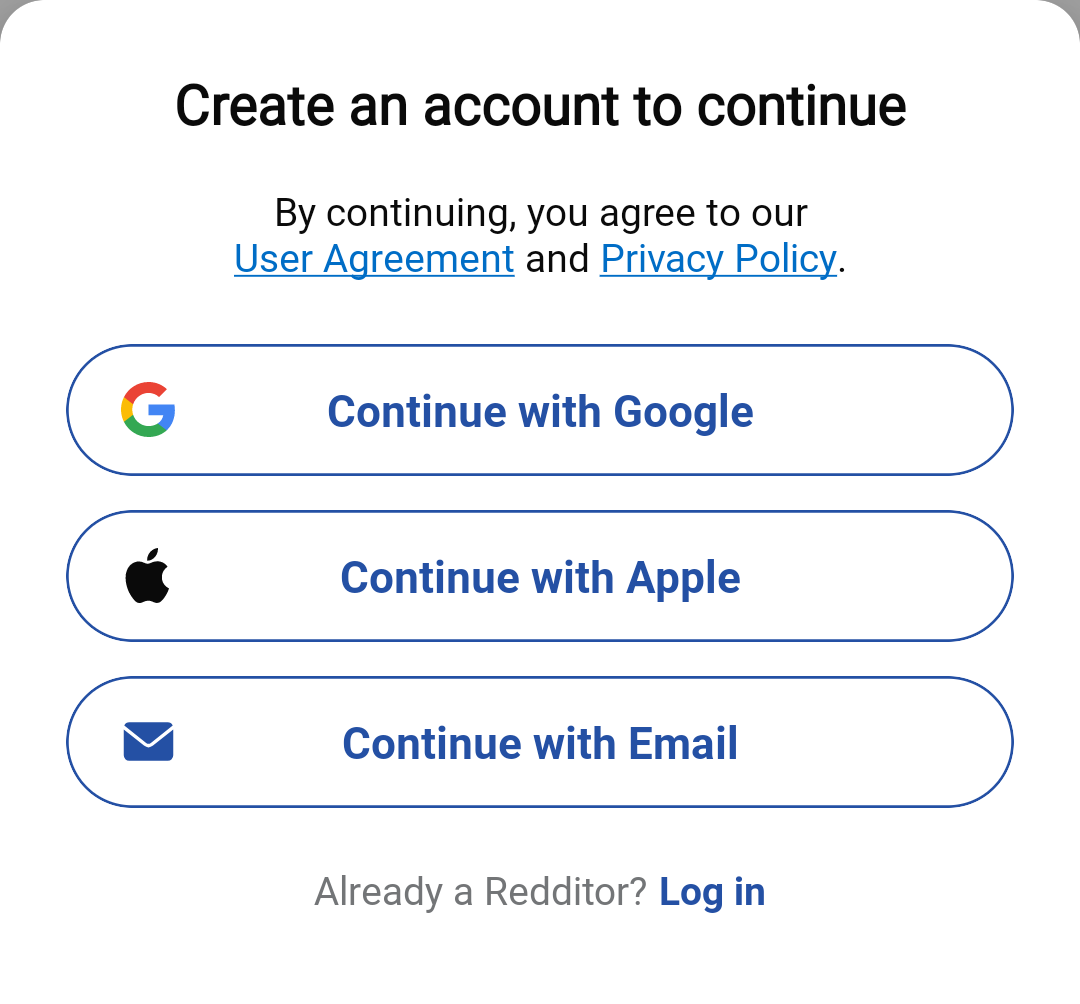 Create an account to continue
By continuing, you agree to our
User Agreement and Privacy Policy.
Continue with Google
Continue with Apple
Continue with Email
Already a Redditor? Log in